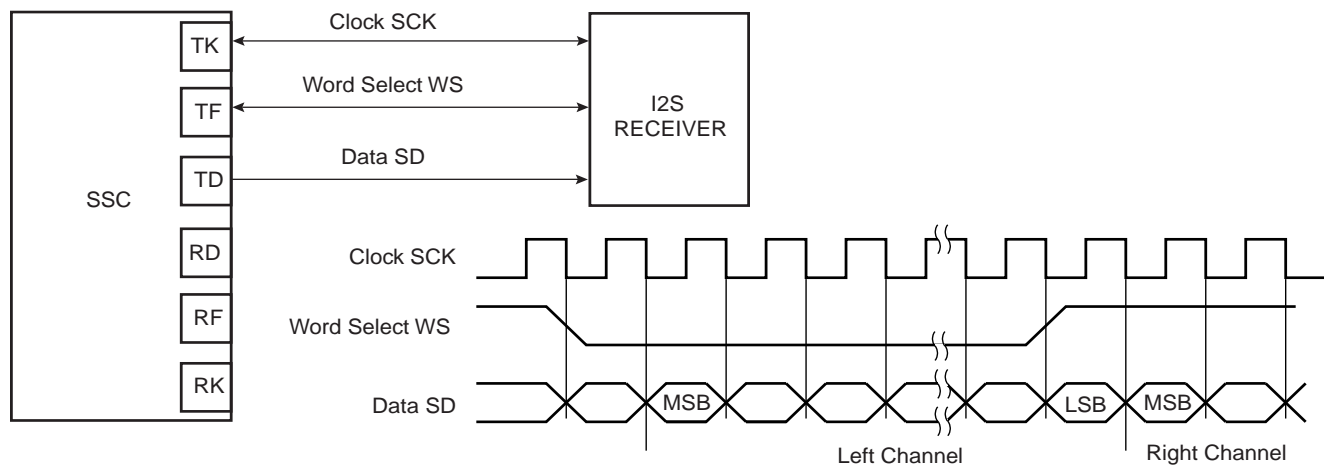 Clock SCK
TK
Word Select WS
TF
I2S
RECEIVER
Data SD
TD
SSC
RD
Clock SCK
RF
Word Select WS
RK
Data SD
MSB
LSB
MSB
Left Channel
Right Channel